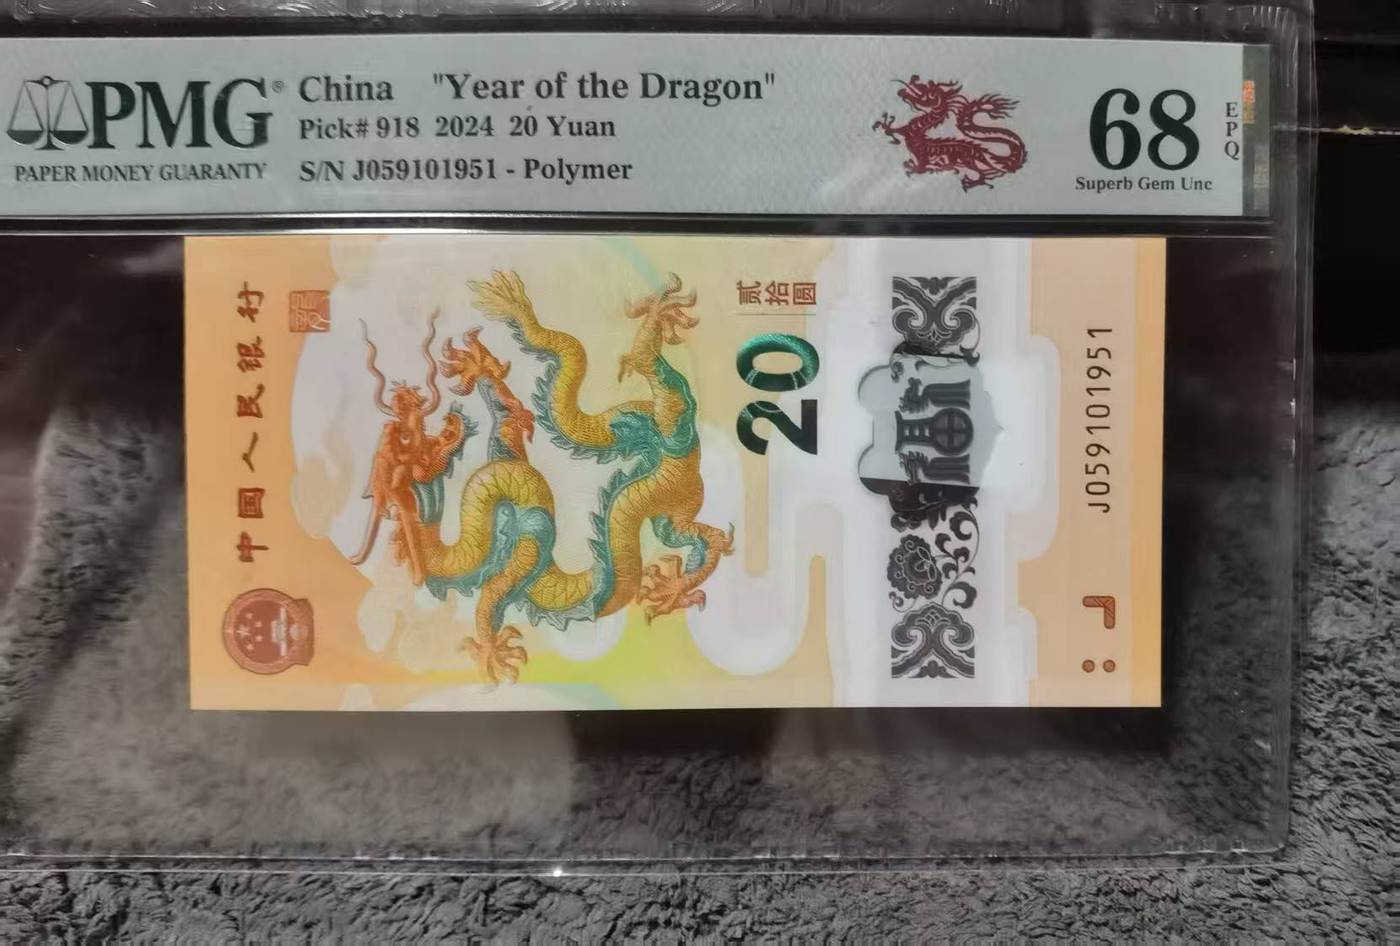 PMG®
PAPER MONEY GUARANTY
China "Year of the Dragon"
Pick# 918 2024 20 Yuan
S/N J059101951 - Polymer
68
EPQ
Superb Gem Unc
中国人民银行
贰拾圆
20
J059101951